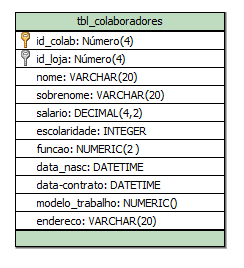 tbl_colaboradores
id_colab: Número(4)
id_loja: Número(4)
nome: VARCHAR(20)
sobrenome: VARCHAR(20)
salario: DECIMAL(4,2)
escolaridade: INTEGER
funcao: NUMERIC(2 )
data_nasc: DATETIME
data-contrato: DATETIME
modelo_trabalho: NUMERIC()
endereco: VARCHAR(20)